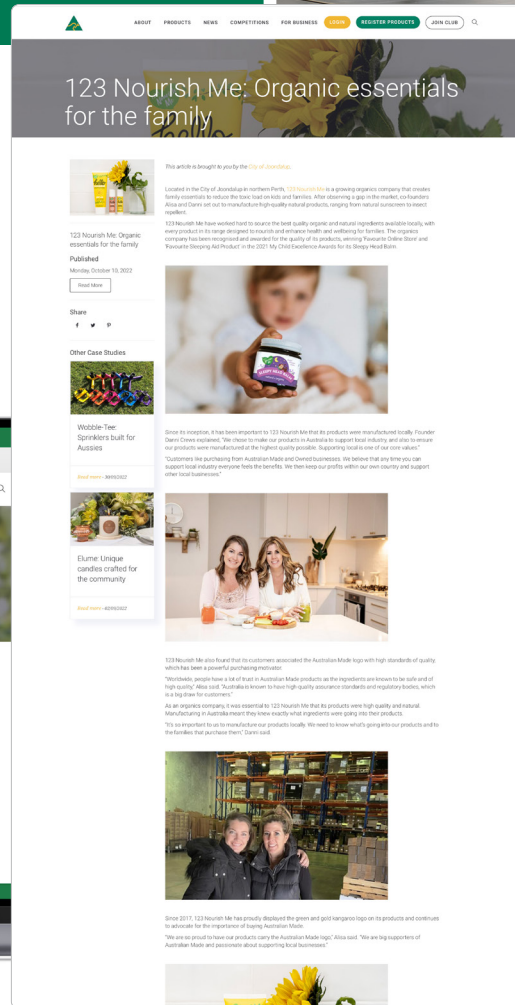 ABOUT PRODUCTS NEWS COMPETITIONS FOR BUSINESS LOGIN REGISTER PRODUCTS JOIN CLUB
123 Nourish Me: Organic essentials
for the family
hello
hello
This article is brought to you by the City of Joondalup.
Located in the City of Joondalup in northern Perth, 123 Nourish Me is a growing organics company that creates
family essentials to reduce the toxic load on kids and families. After observing a gap in the market, co-founders
Alisa and Danni set out to manufacture high-quality natural products, ranging from natural sunscreen to insect
repellent.
123 Nourish Me have worked hard to source the best quality organic and natural ingredients available locally, with
every product in its range designed to nourish and enhance health and wellbeing for families. The organics
company has been recognised and awarded for the quality of its products, winning 'Favourite Online Store' and
'Favourite Sleeping Aid Product' in the 2021 My Child Excellence Awards for its Sleepy Head Balm.
123 Nourish Me: Organic
essentials for the family
Published
Monday, October 10, 2022
Read More
Share
Other Case Studies
Wobble-Tee:
Sprinklers built for
Aussies
Read more - 30/09/2022
Elume: Unique
candles crafted for
the community
Read more - 02/09/2022
SLEEPY HEAD BALM
Since its inception, it has been important to 123 Nourish Me that its products were manufactured locally. Founder
Danni Crews explained, "We chose to make our products in Australia to support local industry, and also to ensure
our products were manufactured at the highest quality possible. Supporting local is one of our core values."
"Customers like purchasing from Australian Made and Owned businesses. We believe that any time you can
support local industry everyone feels the benefits. We then keep our profits within our own country and support
other local businesses."
123 Nourish Me also found that its customers associated the Australian Made logo with high standards of quality
which has been a powerful purchasing motivator.
"Worldwide, people have a lot of trust in Australian Made products as the ingredients are known to be safe and of
high quality," Alisa said. "Australia is known to have high quality assurance standards and regulatory bodies, which
is a big draw for customers."
As an organics company, it was essential to 123 Nourish Me that its products were high quality and natural.
Manufacturing in Australia meant they knew exactly what ingredients were going into their products.
"It's so important to us to manufacture our products locally. We need to know what's going into our products and to
the families that purchase them," Danni said.
Since 2017, 123 Nourish Me has proudly displayed the green and gold kangaroo logo on its products and continues
to advocate for the importance of buying Australian Made.
"We are so proud to have our products carry the Australian Made logo," Alisa said. "We are big supporters of
Australian Made and passionate about supporting local businesses."